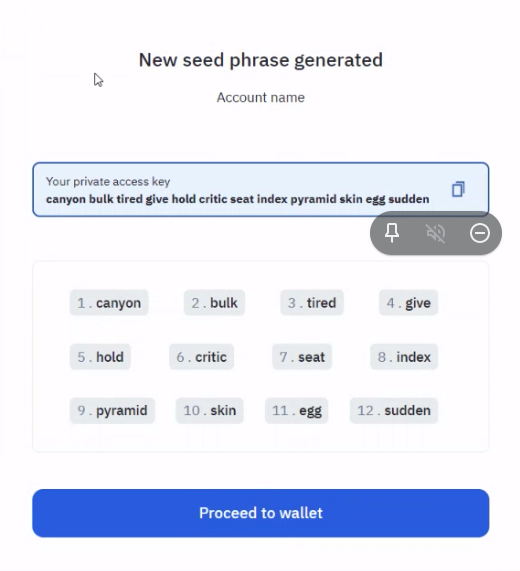 New seed phrase generated
Account name
Your private access key
canyon bulk tired give hold critic seat index pyramid skin egg sudden
1. canyon 2. bulk 3. tired 4. give
5. hold 6. critic 7. seat 8. index
9. pyramid 10. skin 11. egg 12. sudden
Proceed to wallet